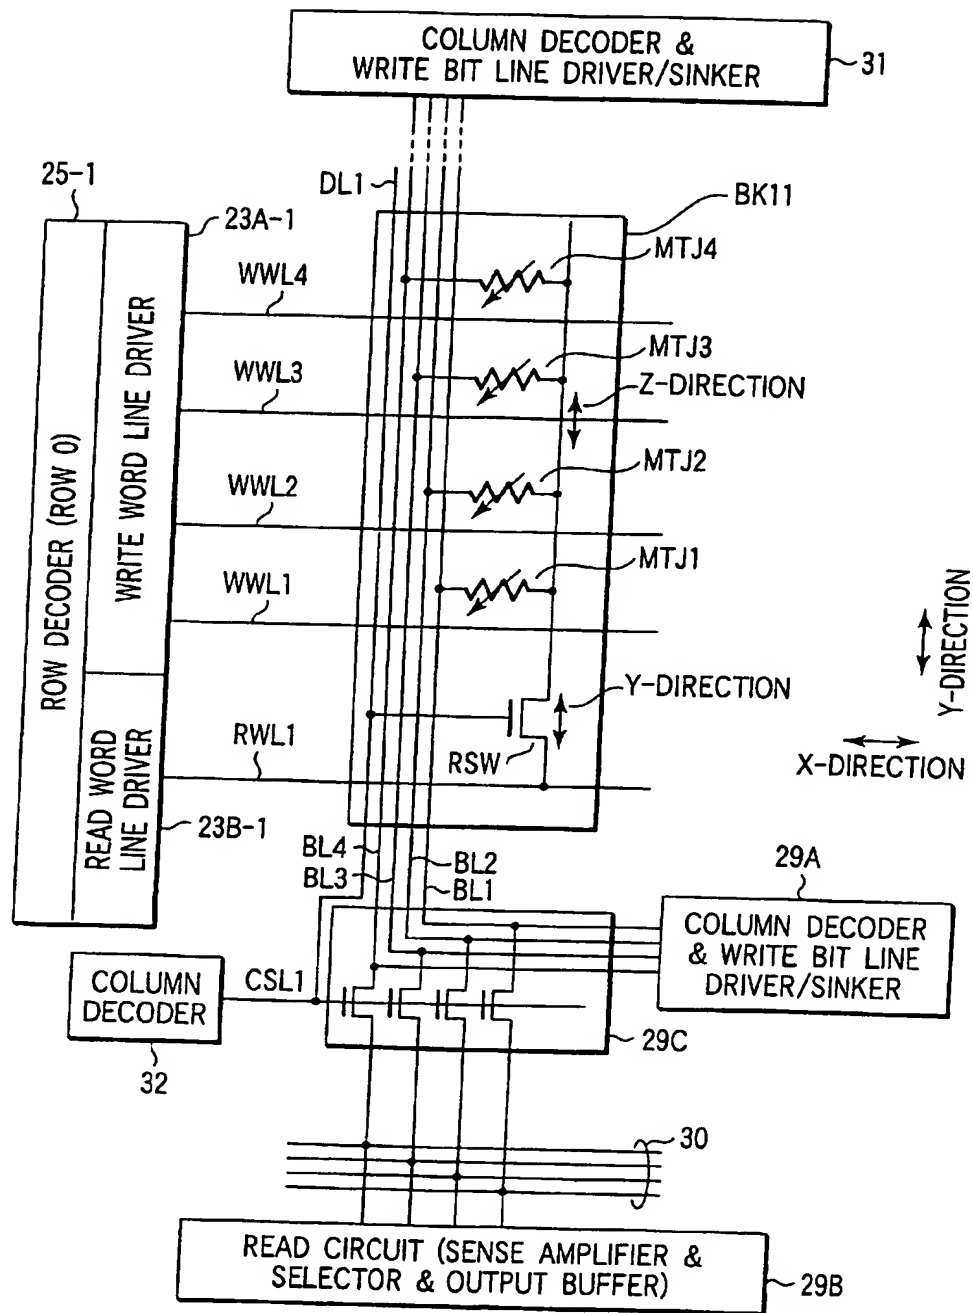 COLUMN DECODER &
WRITE BIT LINE DRIVER/SINKER
31
25-1
DL1
BK11
23A-1
MTJ4
WWL4
MTJ3
WWL3
Z-DIRECTION
MTJ2
WWL2
MTJ1
WWL1
ROW DECODER (ROW 0)
WRITE WORD LINE DRIVER
READ WORD
LINE DRIVER
Y-DIRECTION
Y-DIRECTION
RWL1
RSW
X-DIRECTION
23B-1
BL4
BL2
BL3
BL1
29A
COLUMN DECODER
& WRITE BIT LINE
DRIVER/SINKER
COLUMN
DECODER
CSL1
32
29C
30
READ CIRCUIT (SENSE AMPLIFIER &
SELECTOR & OUTPUT BUFFER)
29B